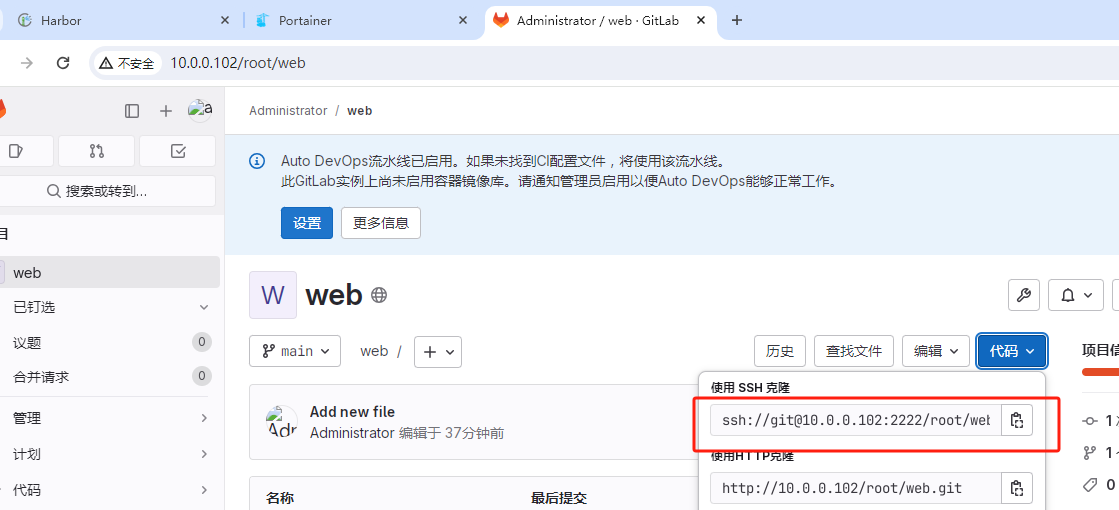 Harbor
Portainer
Administrator / web · GitLab
不安全
10.0.0.102/root/web
a
Administrator / web
Auto DevOps流水线已启用。如果未找到CI配置文件，将使用该流水线。
此GitLab实例上尚未启用容器镜像库。请通知管理员启用以便Auto DevOps能够正常工作。
设置 更多信息
搜索或转到...
目
web
已钉选
议题 0
合并请求 0
管理
计划
代码
W web
main
web /
历史 查找文件 编辑 代码
项目信
使用 SSH 克隆
ssh://git@10.0.0.102:2222/root/web
使用HTTP克隆
http://10.0.0.102/root/web.git
Add new file
Administrator 编辑于 37分钟前
名称 最后提交
1
1
0